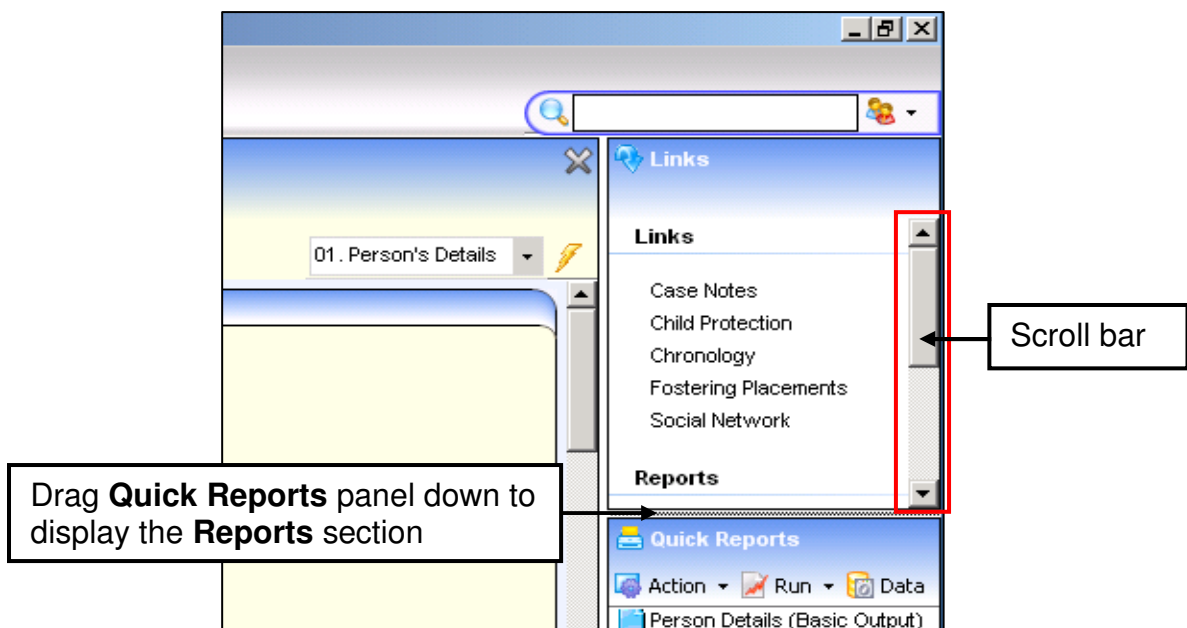 Links
01. Person's Details
Links
Case Notes
Child Protection
Chronology
Fostering Placements
Social Network
Scroll bar
Reports
Drag Quick Reports panel down to
display the Reports section
Quick Reports
Action Run Data
Person Details (Basic Output)